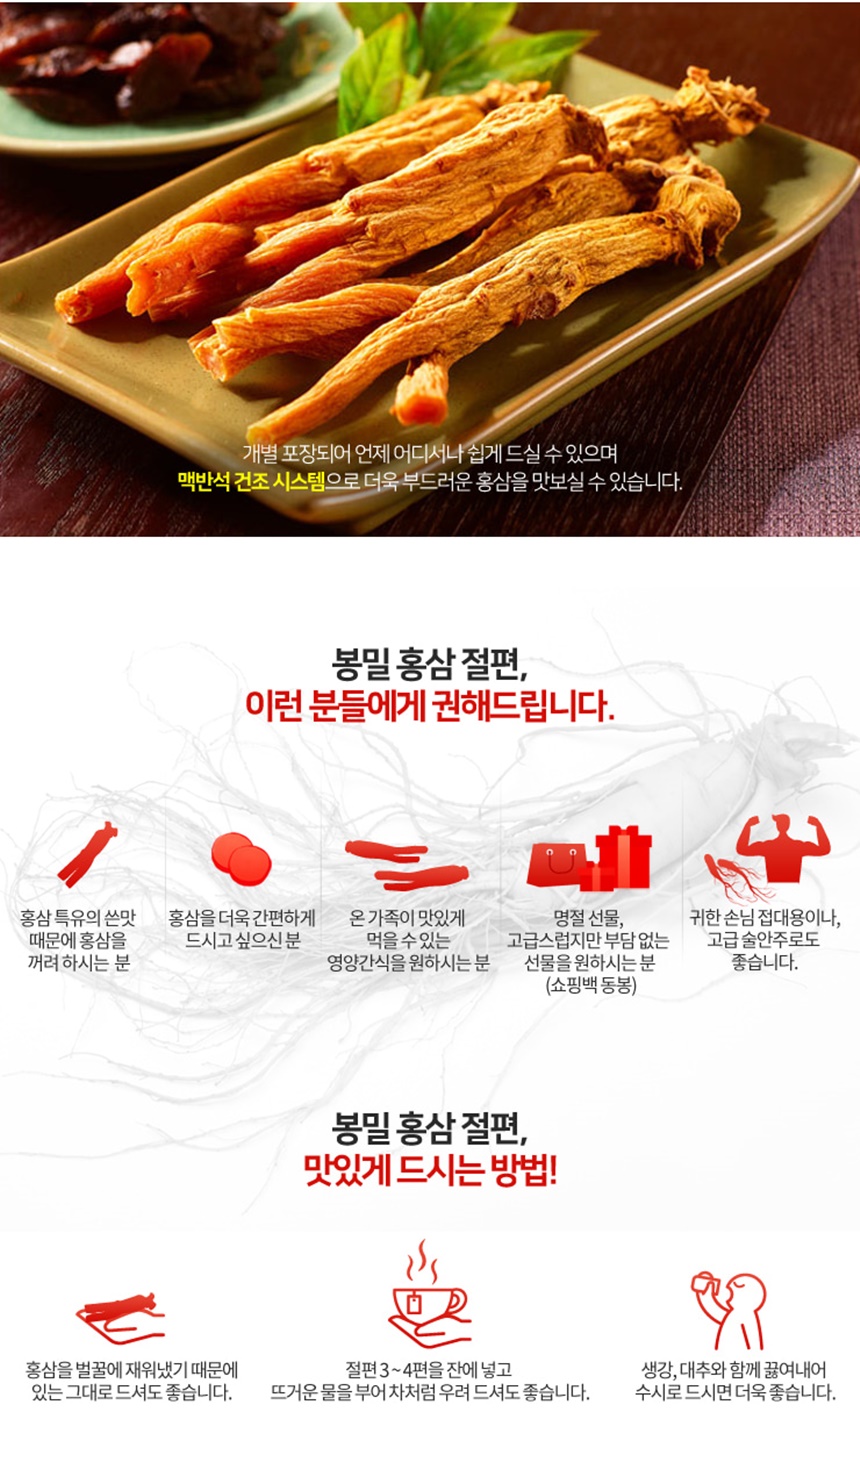 개별 포장되어 언제 어디서나 쉽게 드실 수 있으며
맥반석 건조 시스템으로 더욱 부드러운 홍삼을 맛보실 수 있습니다.
봉밀 홍삼 절편,
이런 분들에게 권해드립니다.
홍삼 특유의 쓴맛
때문에 홍삼을
꺼려 하시는 분
홍삼을 더욱 간편하게
드시고 싶으신 분
온 가족이 맛있게
먹을 수 있는
영양간식을 원하시는 분
명절 선물,
고급스럽지만 부담 없는
선물을 원하시는 분
(쇼핑백 동봉)
귀한 손님 접대용이나,
고급 술안주로도
좋습니다.
봉밀 홍삼 절편,
맛있게 드시는 방법!
홍삼을 벌꿀에 재워냈기 때문에
있는 그대로 드셔도 좋습니다.
절편 3~4편을 잔에 넣고
뜨거운 물을 부어 차처럼 우려 드셔도 좋습니다.
생강, 대추와 함께 끓여내어
수시로 드시면 더욱 좋습니다.